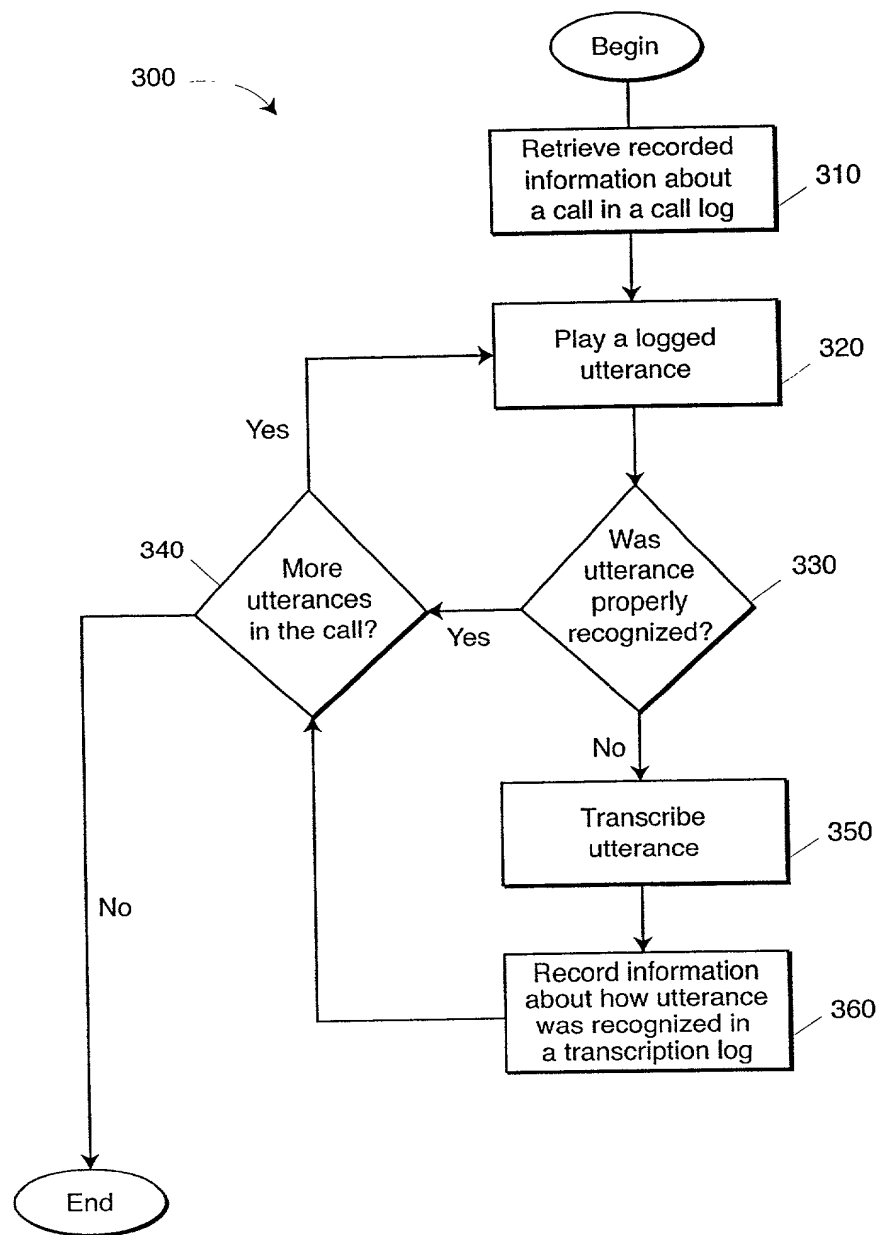 Begin
300
Retrieve recorded
information about
a call in a call log
310
Play a logged
utterance
320
Yes
340
More
utterances
in the call?
Was
utterance
properly
recognized?
330
Yes
No
Transcribe
utterance
350
No
Record information
about how utterance
was recognized in
a transcription log
360
End